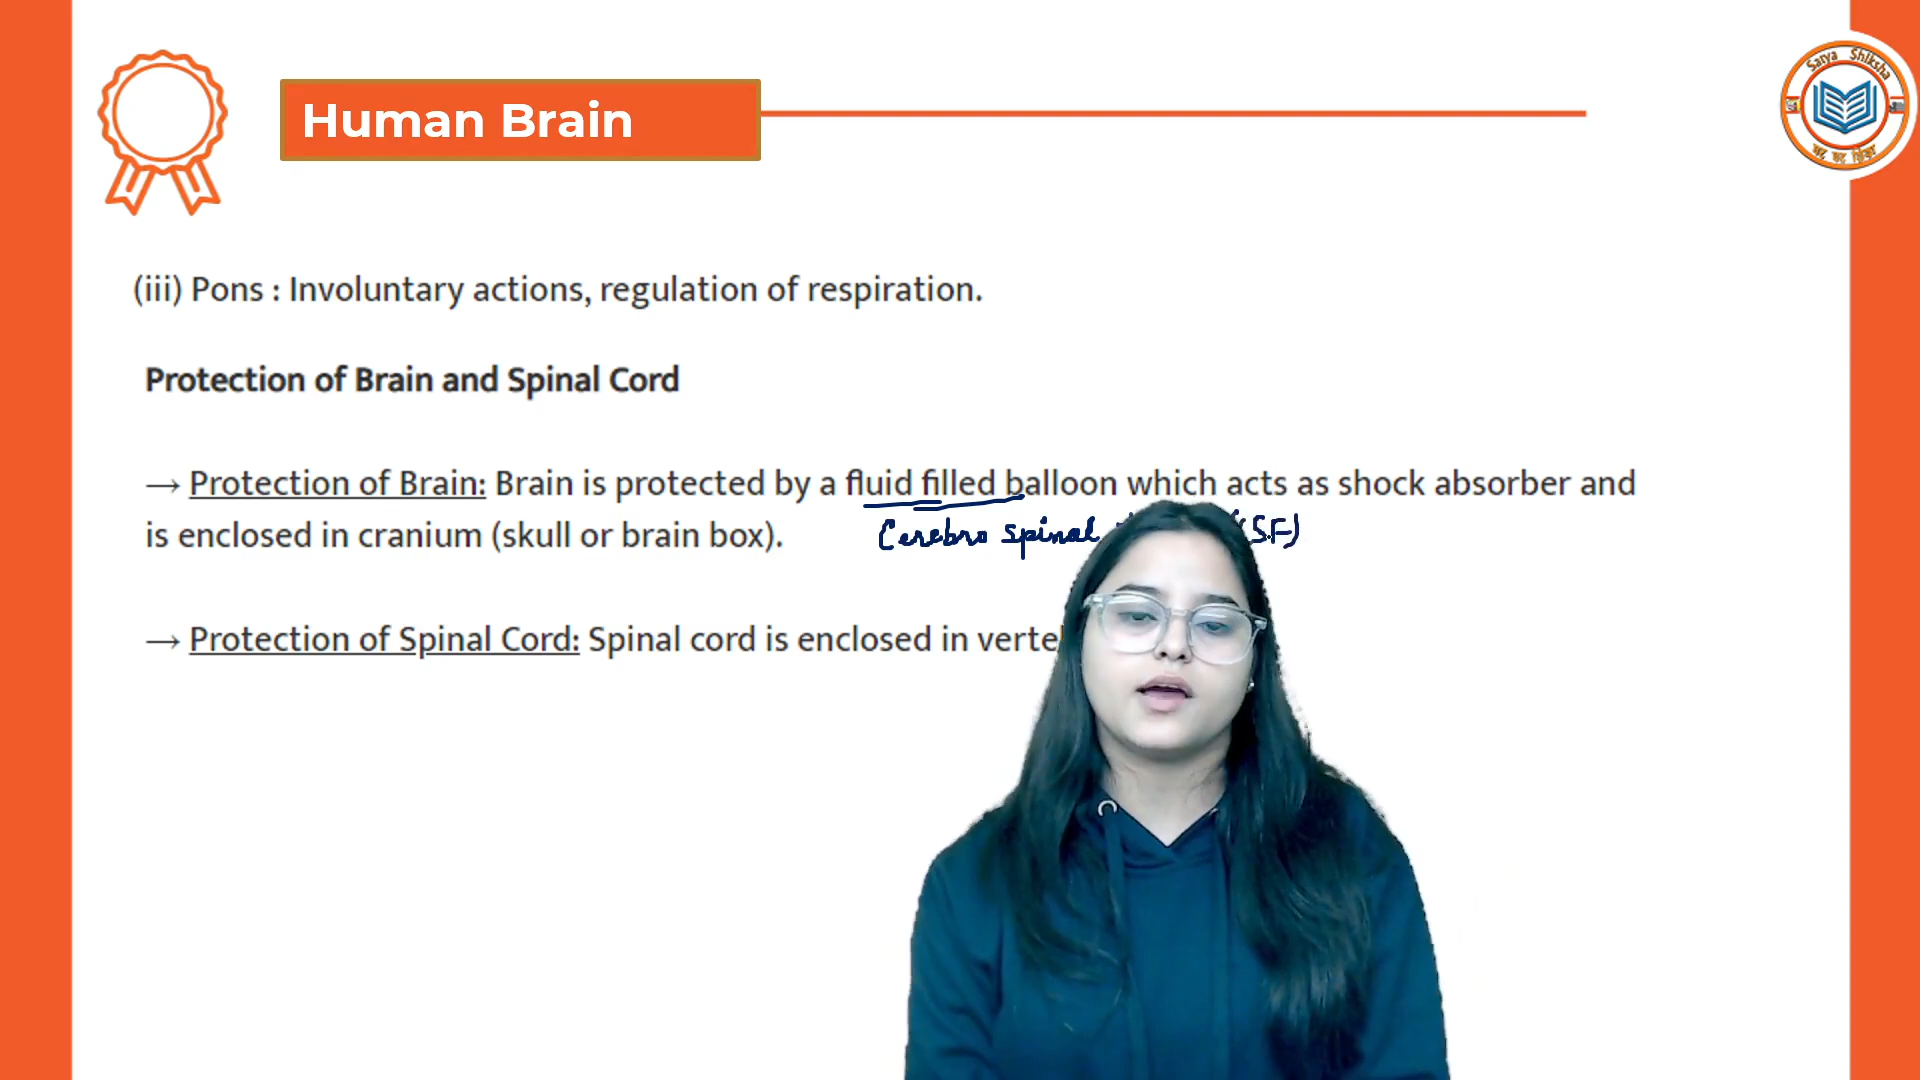 Satya Shiksha
Human Brain
(iii) Pons : Involuntary actions, regulation of respiration.
Protection of Brain and Spinal Cord
→ Protection of Brain: Brain is protected by a fluid filled balloon which acts as shock absorber and
is enclosed in cranium (skull or brain box).
Cerebro spinal
→ Protection of Spinal Cord: Spinal cord is enclosed in